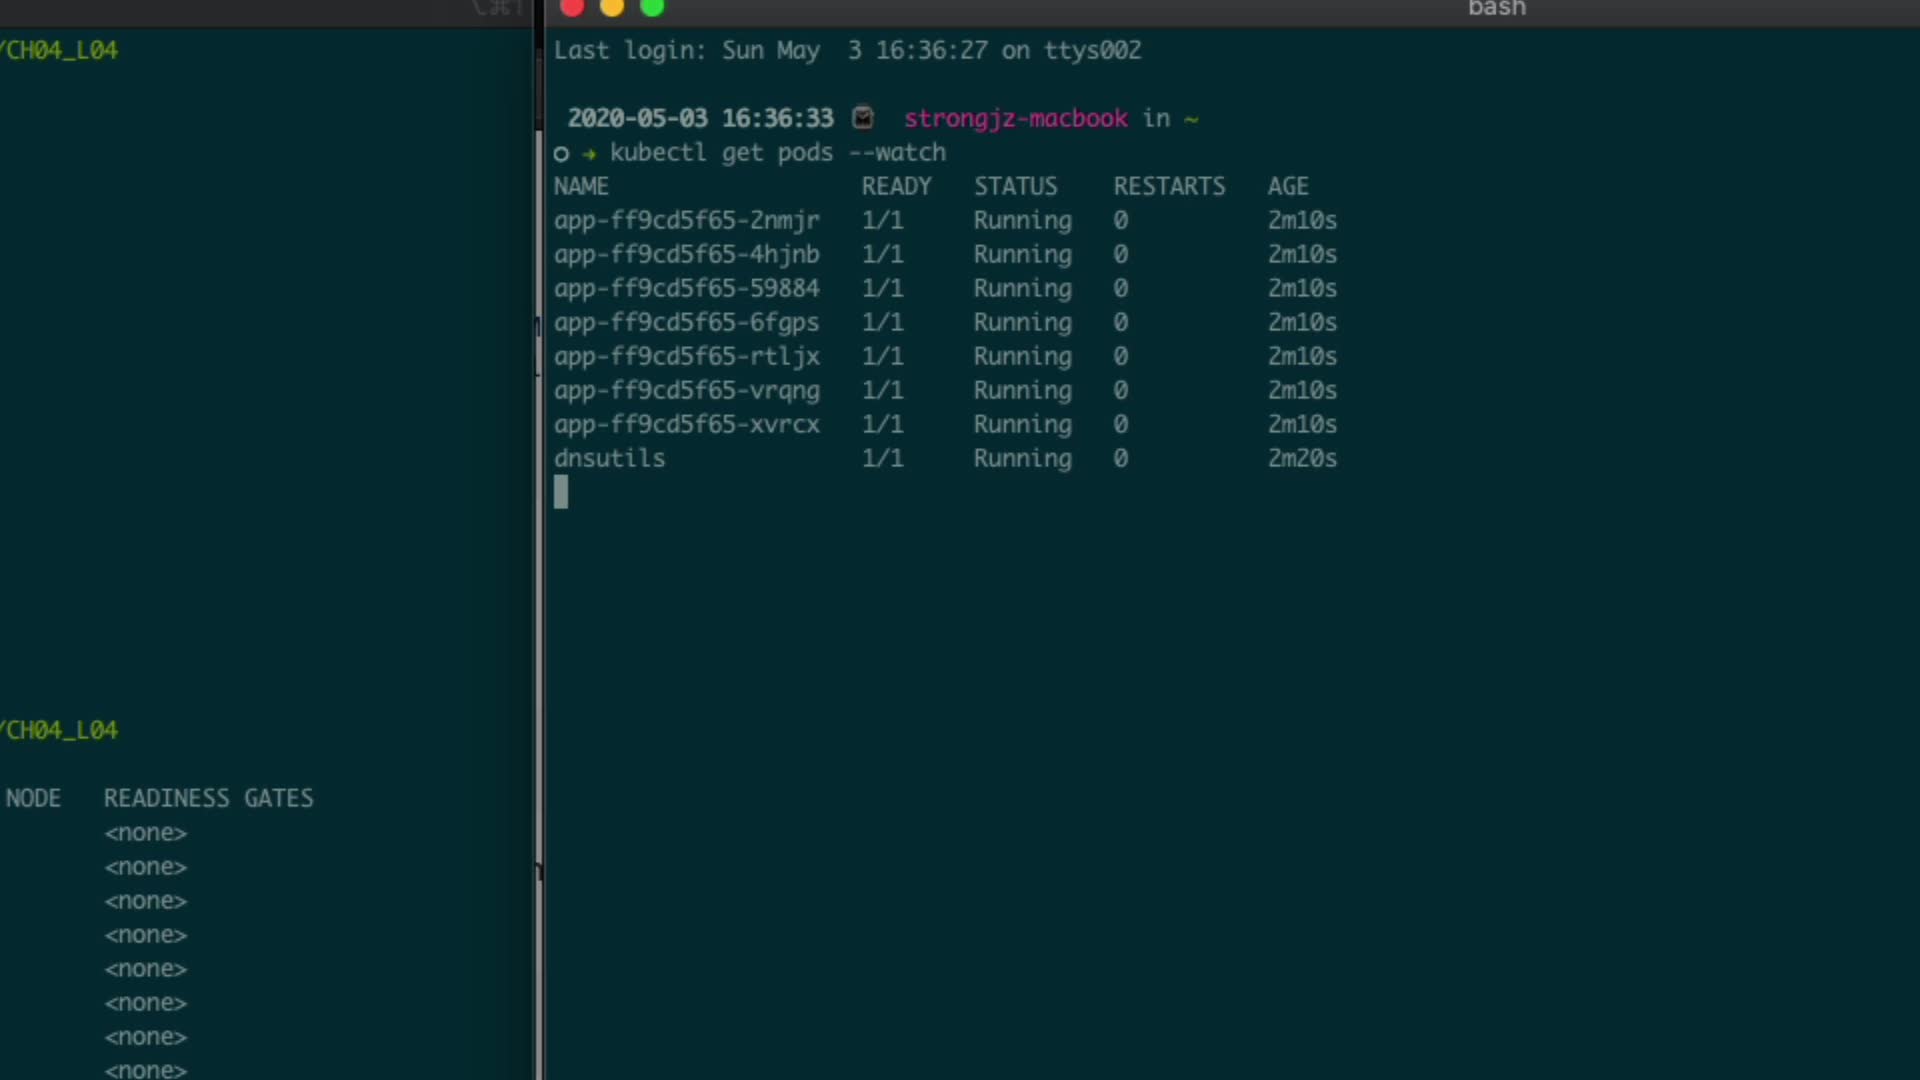 ⌥⌘1
/CH04_L04
/CH04_L04
NODE   READINESS GATES
<none>
<none>
<none>
<none>
<none>
<none>
<none>
<none>
bash
Last login: Sun May  3 16:36:27 on ttys002
2020-05-03 16:36:33 strongjz-macbook in ~
○ → kubectl get pods --watch
NAME   READY   STATUS   RESTARTS   AGE
app-ff9cd5f65-2nmjr   1/1   Running   0   2m10s
app-ff9cd5f65-4hjnb   1/1   Running   0   2m10s
app-ff9cd5f65-59884   1/1   Running   0   2m10s
app-ff9cd5f65-6fgps   1/1   Running   0   2m10s
app-ff9cd5f65-rtljx   1/1   Running   0   2m10s
app-ff9cd5f65-vrqng   1/1   Running   0   2m10s
app-ff9cd5f65-xvrcx   1/1   Running   0   2m10s
dnsutils   1/1   Running   0   2m20s